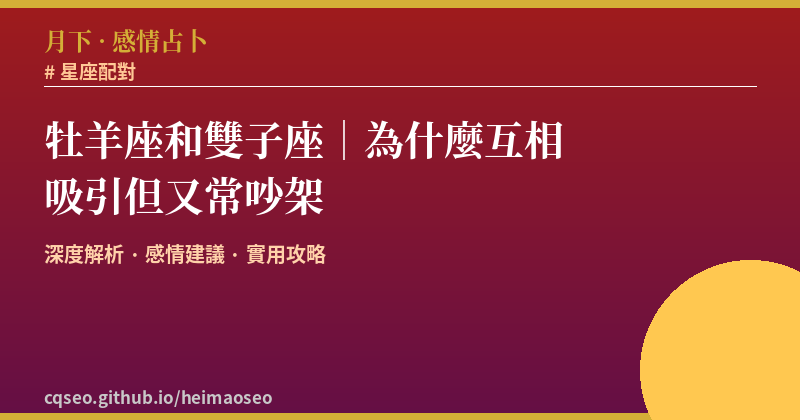 月下 · 感情占卜
# 星座配對
牡羊座和雙子座｜為什麼互相
吸引但又常吵架
深度解析 · 感情建議 · 實用攻略
cqseo.github.io/heimaoseo